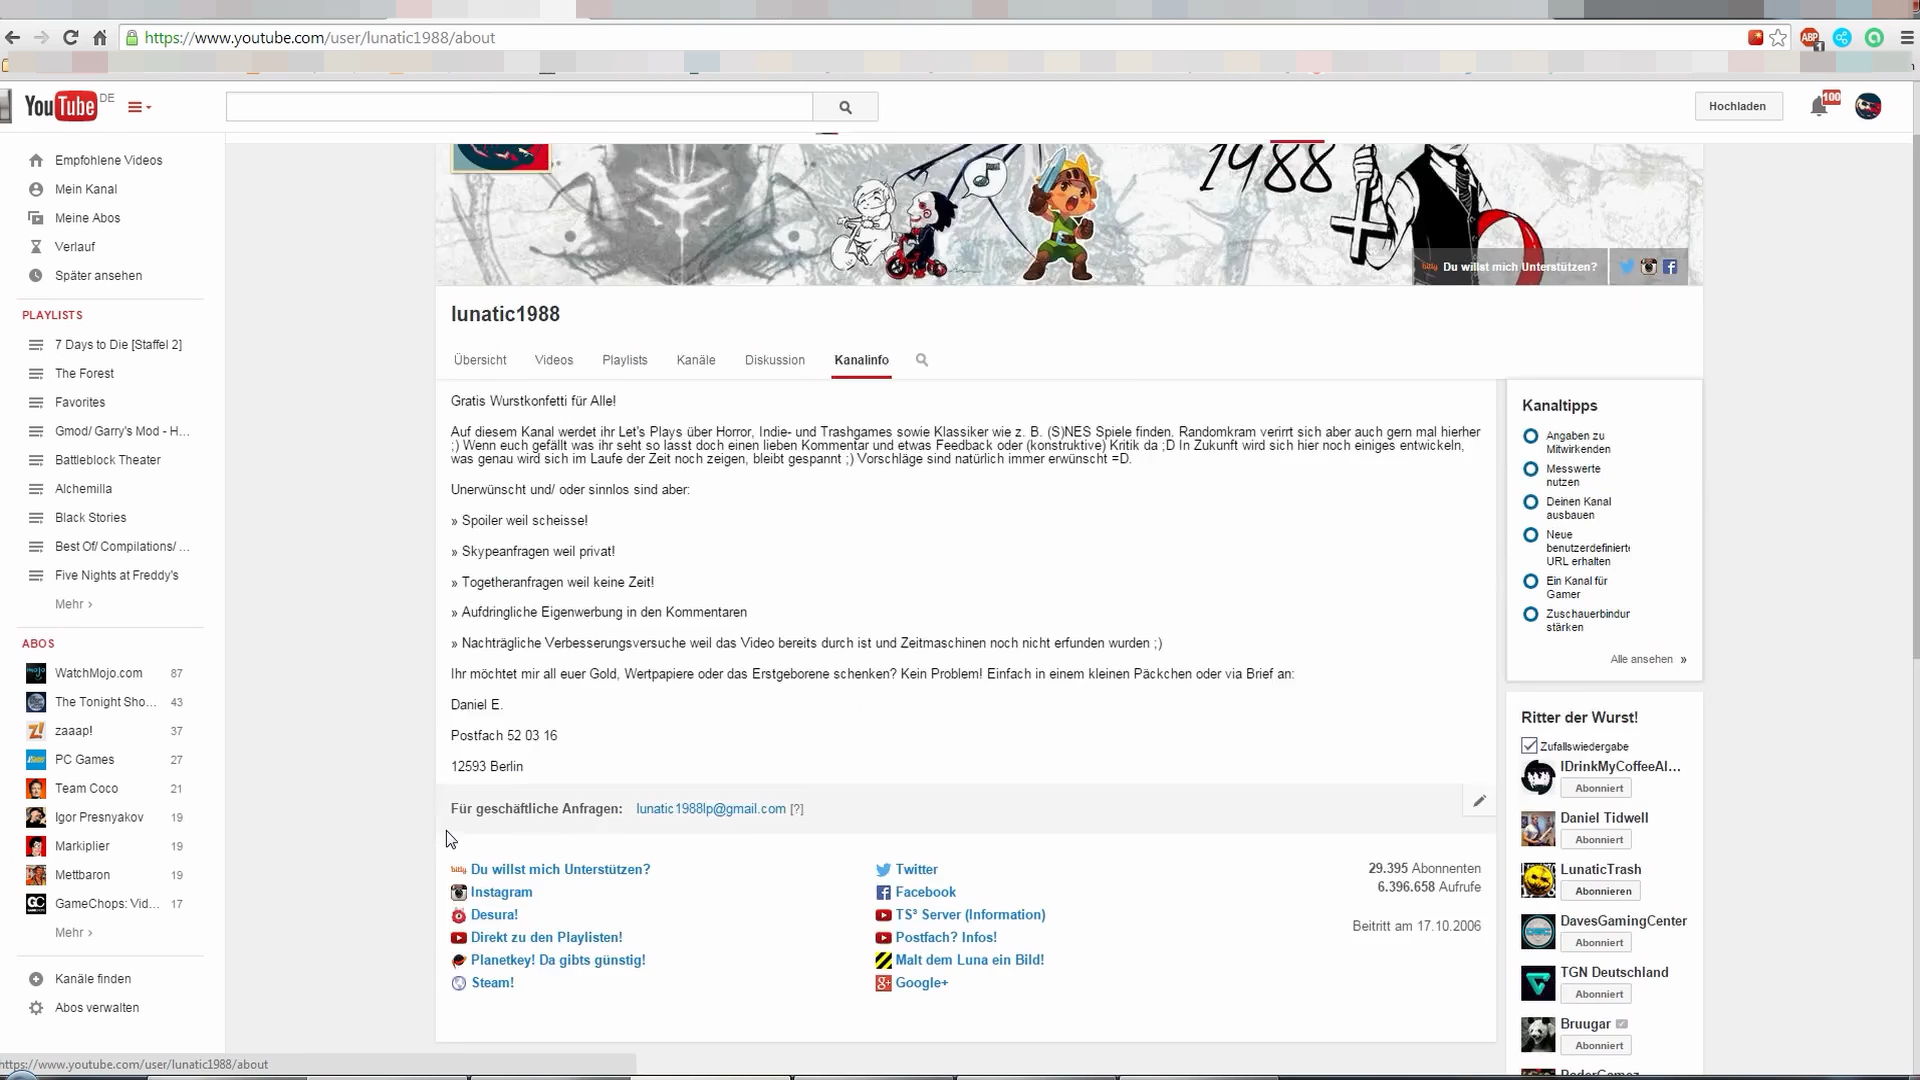 https://www.youtube.com/user/lunatic1988/about
ABP
1
YouTube DE
Hochladen
100
Empfohlene Videos
Mein Kanal
Meine Abos
Verlauf
Später ansehen
PLAYLISTS
7 Days to Die [Staffel 2]
The Forest
Favorites
Gmod/ Garry's Mod - H...
Battleblock Theater
Alchemilla
Black Stories
Best Of/ Compilations/ ...
Five Nights at Freddy's
Mehr ›
ABOS
WatchMojo.com 87
The Tonight Sho... 43
zaaap! 37
PC Games 27
Team Coco 21
Igor Presnyakov 19
Markiplier 19
Mettbaron 19
GameChops: Vid... 17
Mehr ›
Kanäle finden
Abos verwalten
1988
bitly Du willst mich Unterstützen?
lunatic1988
Übersicht Videos Playlists Kanäle Diskussion Kanalinfo
Gratis Wurstkonfetti für Alle!
Auf diesem Kanal werdet ihr Let's Plays über Horror, Indie- und Trashgames sowie Klassiker wie z. B. (S)NES Spiele finden. Randomkram verirrt sich aber auch gern mal hierher
;) Wenn euch gefällt was ihr seht so lasst doch einen lieben Kommentar und etwas Feedback oder (konstruktive) Kritik da ;D In Zukunft wird sich hier noch einiges entwickeln,
was genau wird sich im Laufe der Zeit noch zeigen, bleibt gespannt ;) Vorschläge sind natürlich immer erwünscht =D.
Unerwünscht und/ oder sinnlos sind aber:
» Spoiler weil scheisse!
» Skypeanfragen weil privat!
» Togetheranfragen weil keine Zeit!
» Aufdringliche Eigenwerbung in den Kommentaren
» Nachträgliche Verbesserungsversuche weil das Video bereits durch ist und Zeitmaschinen noch nicht erfunden wurden ;)
Ihr möchtet mir all euer Gold, Wertpapiere oder das Erstgeborene schenken? Kein Problem! Einfach in einem kleinen Päckchen oder via Brief an:
Daniel E.
Postfach 52 03 16
12593 Berlin
Für geschäftliche Anfragen: lunatic1988lp@gmail.com [?]
bitly Du willst mich Unterstützen?
Instagram
Desura!
Direkt zu den Playlisten!
Planetkey! Da gibts günstig!
Steam!
Twitter
Facebook
TS³ Server (Information)
Postfach? Infos!
Malt dem Luna ein Bild!
Google+
29.395 Abonnenten
6.396.658 Aufrufe
Beitritt am 17.10.2006
Kanaltipps
Angaben zu
Mitwirkenden
Messwerte
nutzen
Deinen Kanal
ausbauen
Neue
benutzerdefinierte
URL erhalten
Ein Kanal für
Gamer
Zuschauerbindun
stärken
Alle ansehen »
Ritter der Wurst!
Zufallswiedergabe
IDrinkMyCoffeeAl...
Abonniert
Daniel Tidwell
Abonniert
LunaticTrash
Abonnieren
DavesGamingCenter
Abonniert
TGN Deutschland
Abonniert
Bruugar
Abonniert
https://www.youtube.com/user/lunatic1988/about